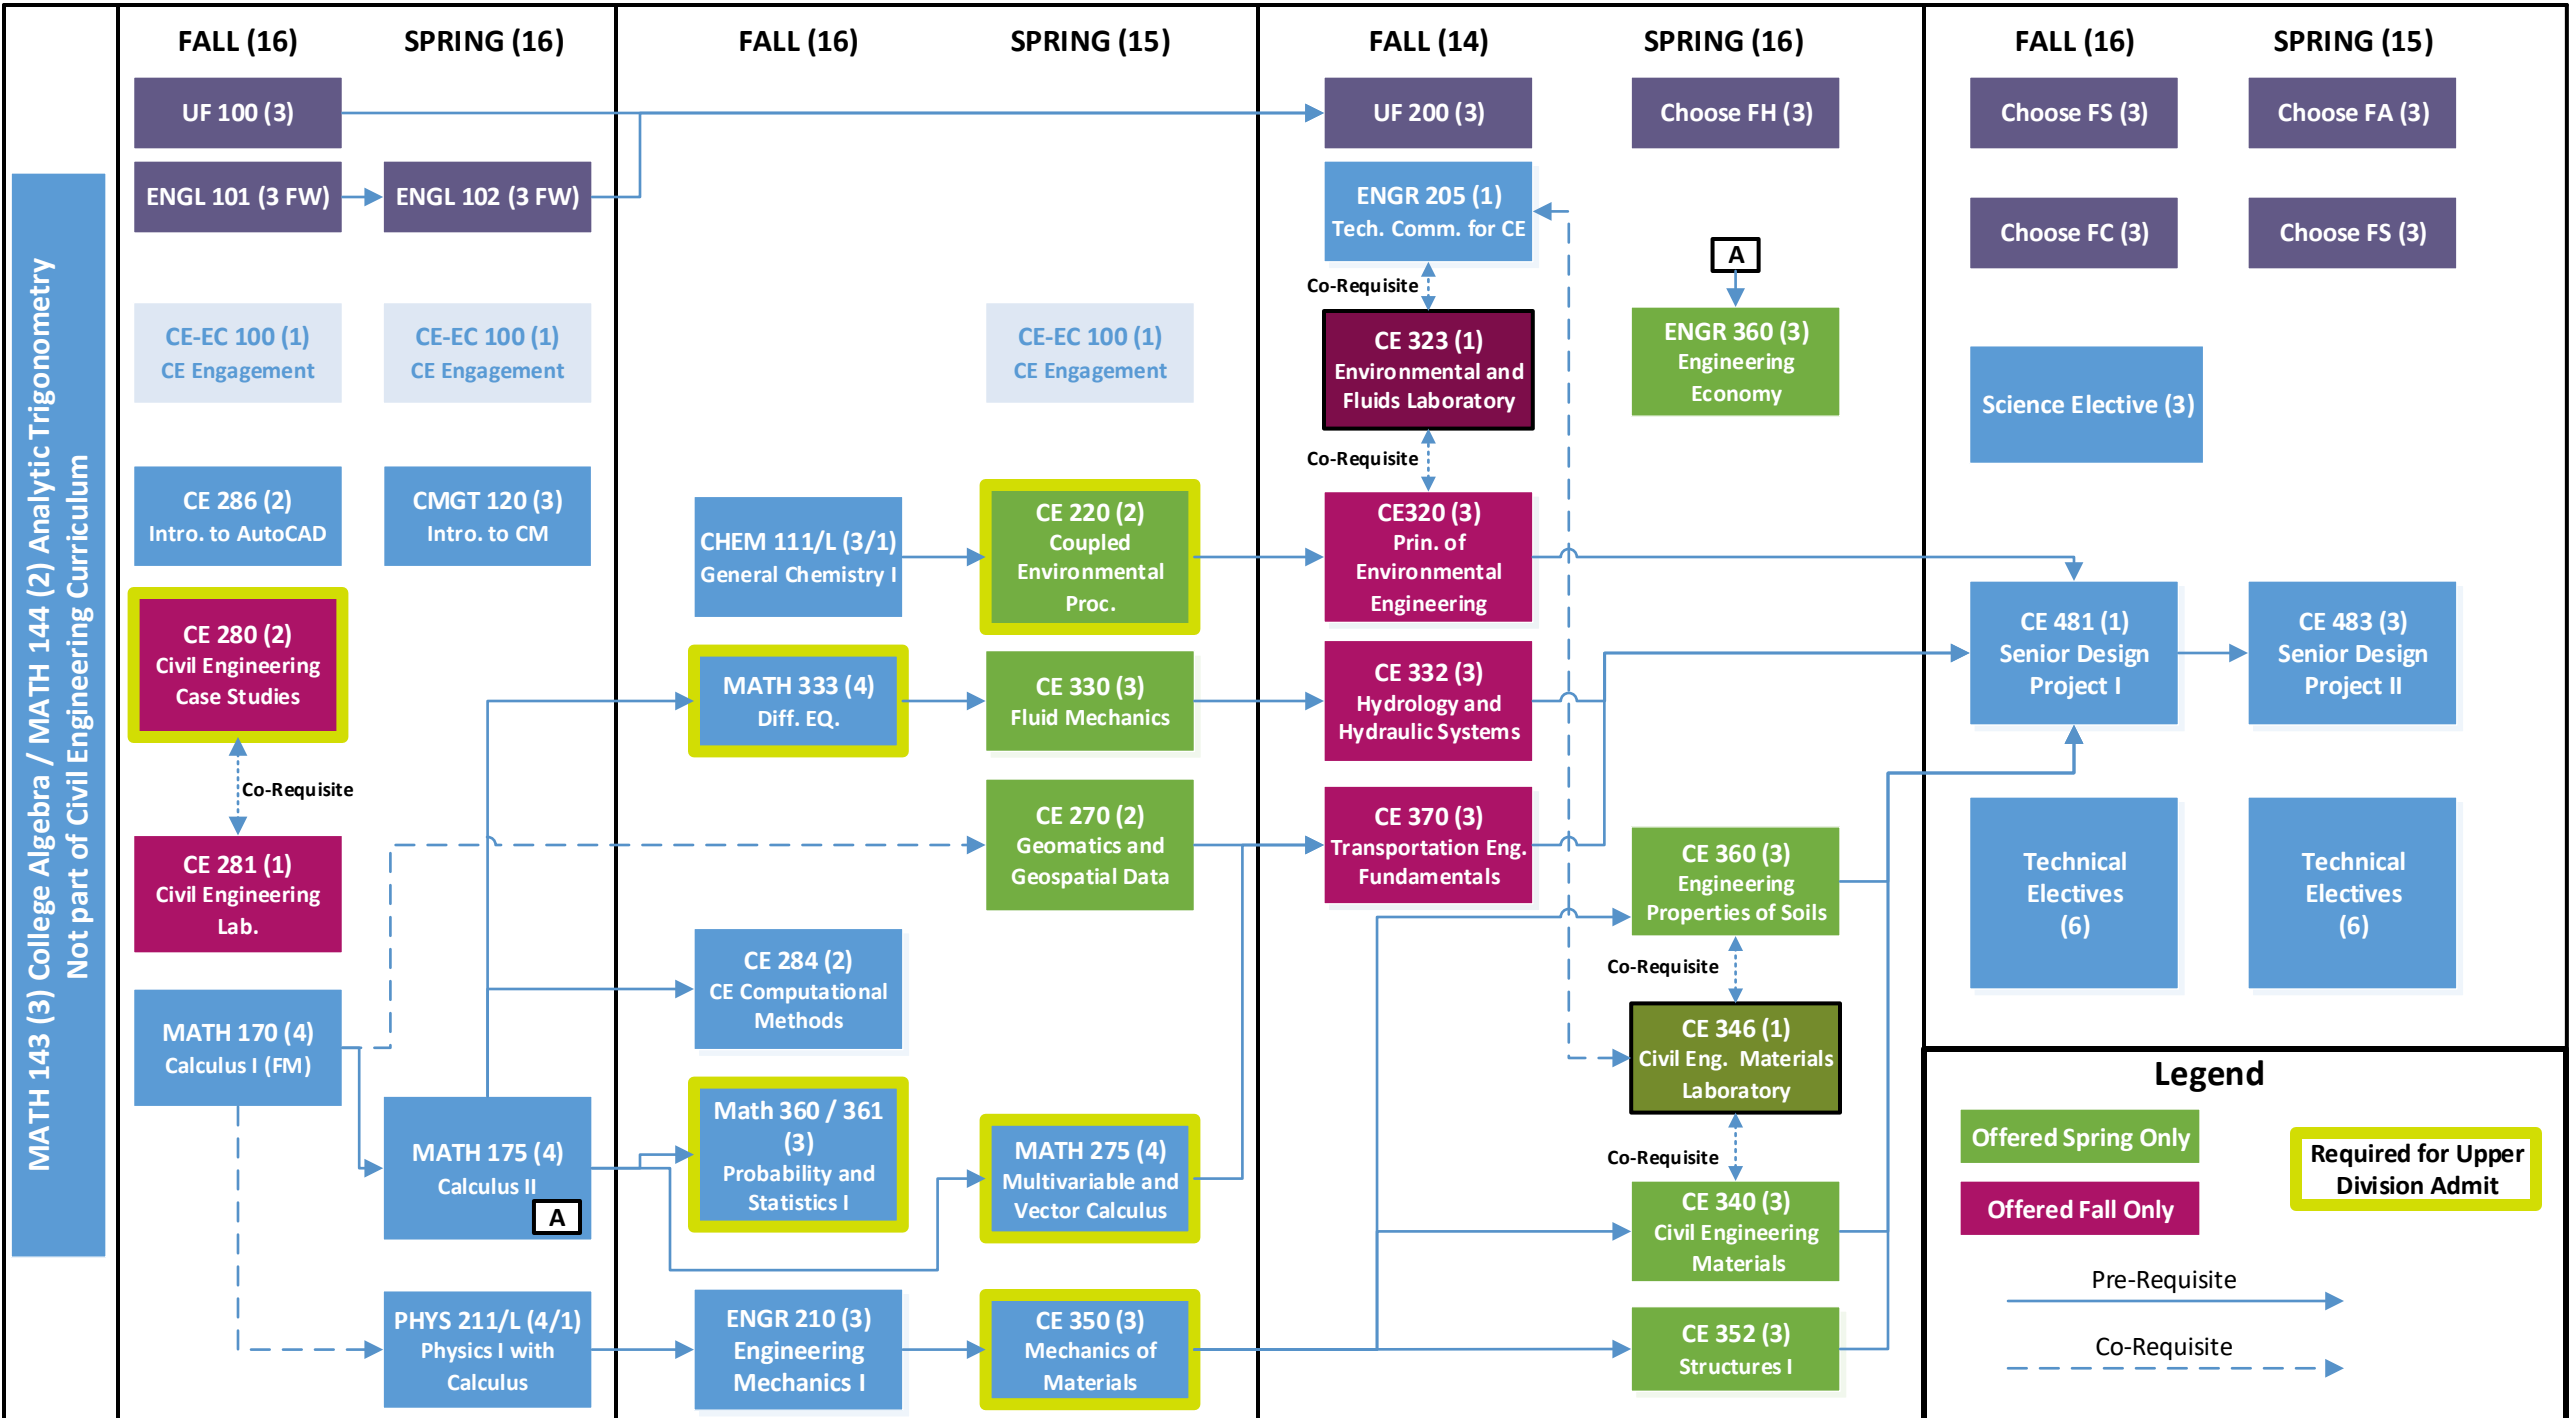 MATH 143 (3) College Algebra / MATH 144 (2) Analytic Trigonometry
Not part of Civil Engineering Curriculum
FALL (16)
UF 100 (3)
ENGL 101 (3 FW)
CE-EC 100 (1)
CE Engagement
CE 286 (2)
Intro. to AutoCAD
CE 280 (2)
Civil Engineering
Case Studies
Co-Requisite
CE 281 (1)
Civil Engineering
Lab.
MATH 170 (4)
Calculus I (FM)
SPRING (16)
ENGL 102 (3 FW)
CE-EC 100 (1)
CE Engagement
CMGT 120 (3)
Intro. to CM
MATH 175 (4)
Calculus II
A
PHYS 211/L (4/1)
Physics I with
Calculus
FALL (16)
CHEM 111/L (3/1)
General Chemistry I
MATH 333 (4)
Diff. EQ.
CE 284 (2)
CE Computational
Methods
Math 360 / 361
(3)
Probability and
Statistics I
ENGR 210 (3)
Engineering
Mechanics I
SPRING (15)
CE-EC 100 (1)
CE Engagement
CE 220 (2)
Coupled
Environmental
Proc.
CE 330 (3)
Fluid Mechanics
CE 270 (2)
Geomatics and
Geospatial Data
MATH 275 (4)
Multivariable and
Vector Calculus
CE 350 (3)
Mechanics of
Materials
FALL (14)
UF 200 (3)
ENGR 205 (1)
Tech. Comm. for CE
Co-Requisite
CE 323 (1)
Environmental and
Fluids Laboratory
Co-Requisite
CE320 (3)
Prin. of
Environmental
Engineering
CE 332 (3)
Hydrology and
Hydraulic Systems
CE 370 (3)
Transportation Eng.
Fundamentals
SPRING (16)
Choose FH (3)
A
ENGR 360 (3)
Engineering
Economy
CE 360 (3)
Engineering
Properties of Soils
Co-Requisite
CE 346 (1)
Civil Eng. Materials
Laboratory
Co-Requisite
CE 340 (3)
Civil Engineering
Materials
CE 352 (3)
Structures I
FALL (16)
Choose FS (3)
Choose FC (3)
Science Elective (3)
CE 481 (1)
Senior Design
Project I
Technical
Electives
(6)
SPRING (15)
Choose FA (3)
Choose FS (3)
CE 483 (3)
Senior Design
Project II
Technical
Electives
(6)
Legend
Offered Spring Only
Offered Fall Only
Required for Upper
Division Admit
Pre-Requisite
Co-Requisite